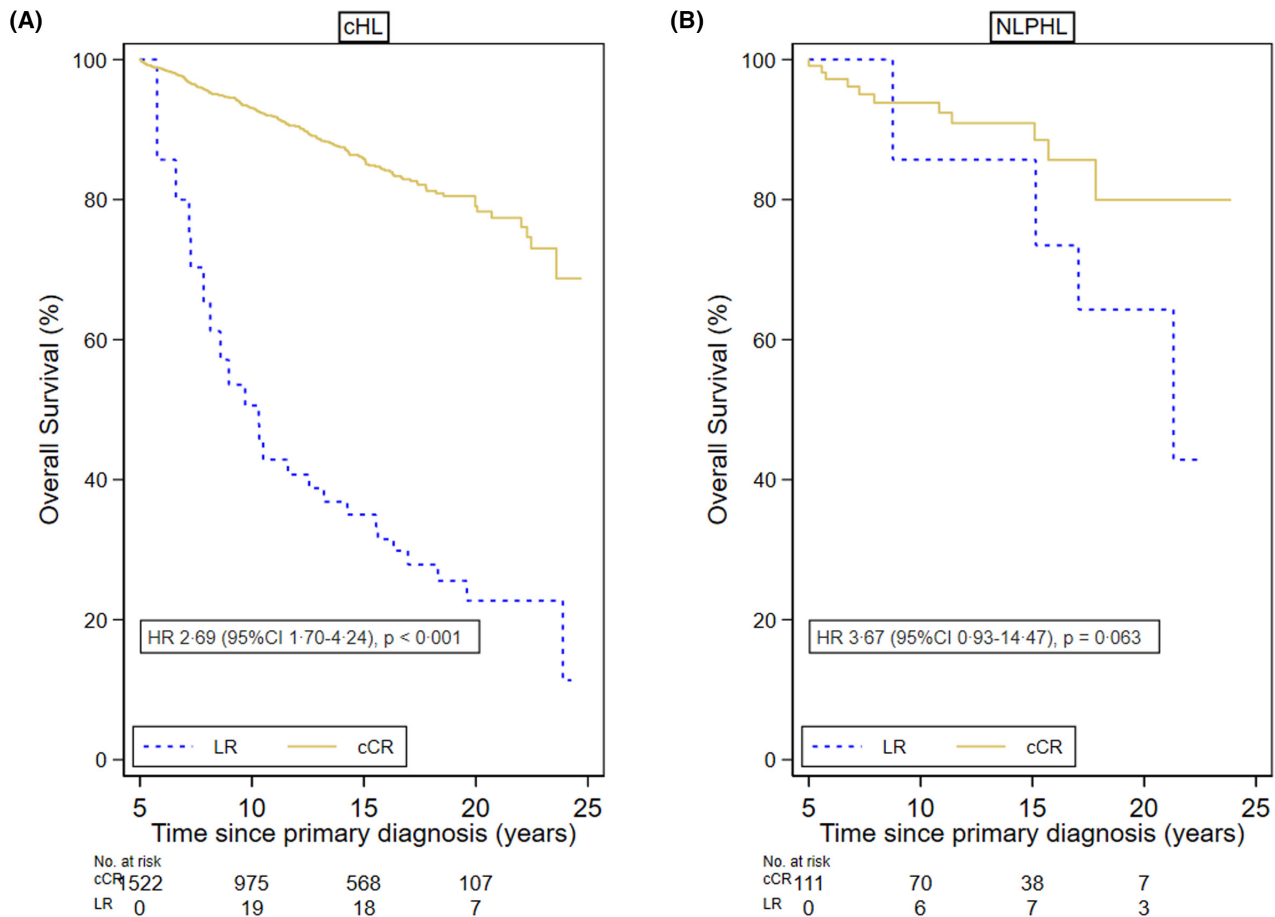 (A)
cHL
100
80
60
40
20
0
Overall Survival (%)
HR 2·69 (95%CI 1·70-4·24), p < 0·001
LR cCR
5 10 15 20 25
Time since primary diagnosis (years)
No. at risk
cCR 1522 975 568 107
LR 0 19 18 7
(B)
NLPHL
100
80
60
40
20
0
Overall Survival (%)
HR 3·67 (95%CI 0·93-14·47), p = 0·063
LR cCR
5 10 15 20 25
Time since primary diagnosis (years)
No. at risk
cCR 111 70 38 7
LR 0 6 7 3